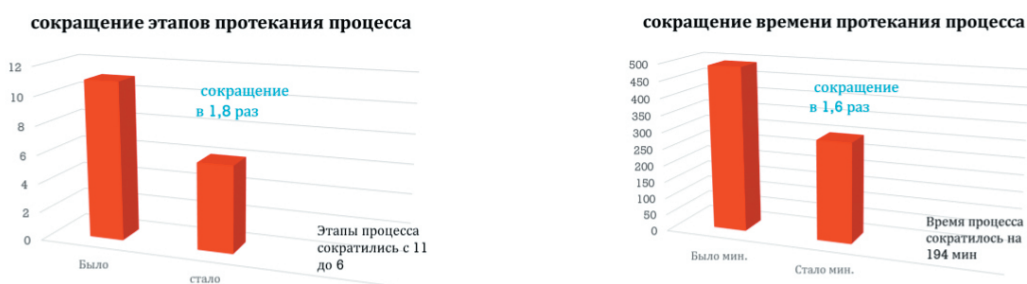 сокращение этапов протекания процесса
12
10
8
6
4
2
0
сокращение
в 1,8 раз
Было
стало
Этапы процесса
сократились с 11
до 6
сокращение времени протекания процесса
500
450
400
350
300
250
200
150
100
50
0
сокращение
в 1,6 раз
Было мин.
Стало мин.
Время процесса
сократилось на
194 мин